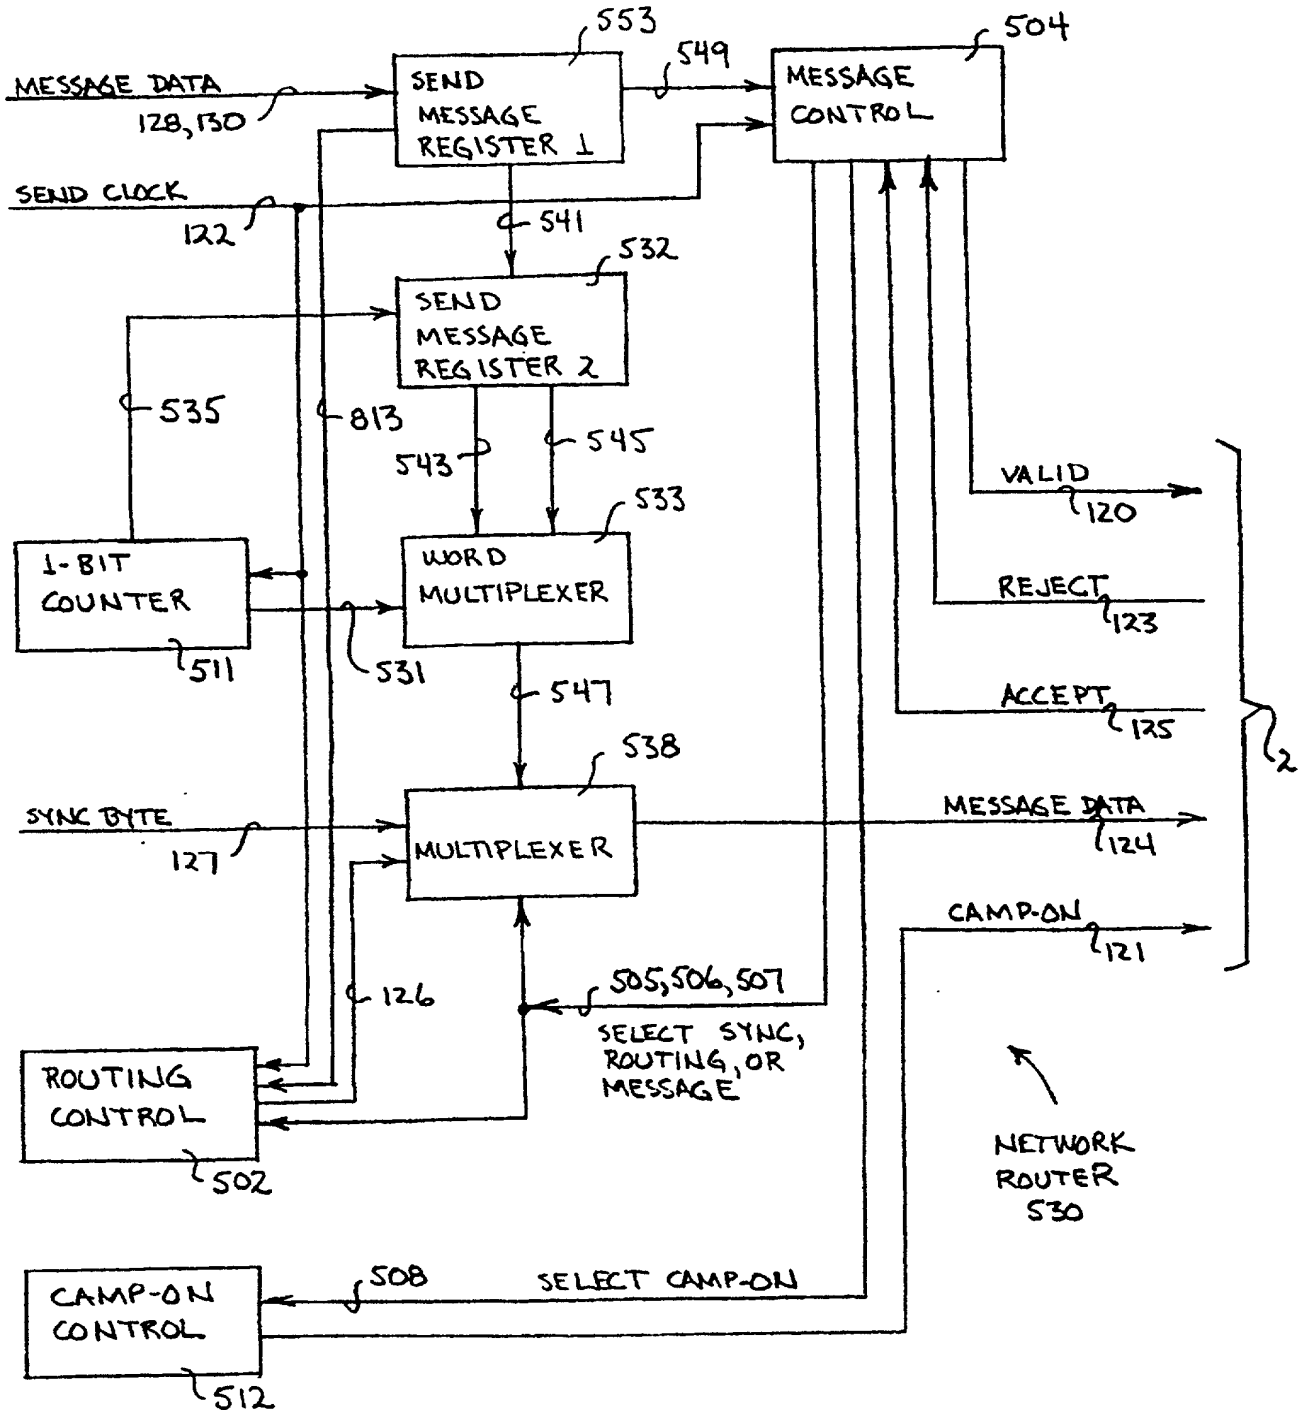 553
504
549
MESSAGE DATA
128,130
SEND
MESSAGE
REGISTER 1
MESSAGE
CONTROL
SEND CLOCK
122
541
532
SEND
MESSAGE
REGISTER 2
535
813
543
545
VALID
120
533
1-BIT
COUNTER
511
WORD
MULTIPLEXER
531
REJECT
123
547
ACCEPT
125
2
538
SYNC BYTE
127
MULTIPLEXER
MESSAGE DATA
124
CAMP-ON
121
126
505,506,507
SELECT SYNC,
ROUTING, OR
MESSAGE
ROUTING
CONTROL
502
NETWORK
ROUTER
530
508
SELECT CAMP-ON
CAMP-ON
CONTROL
512